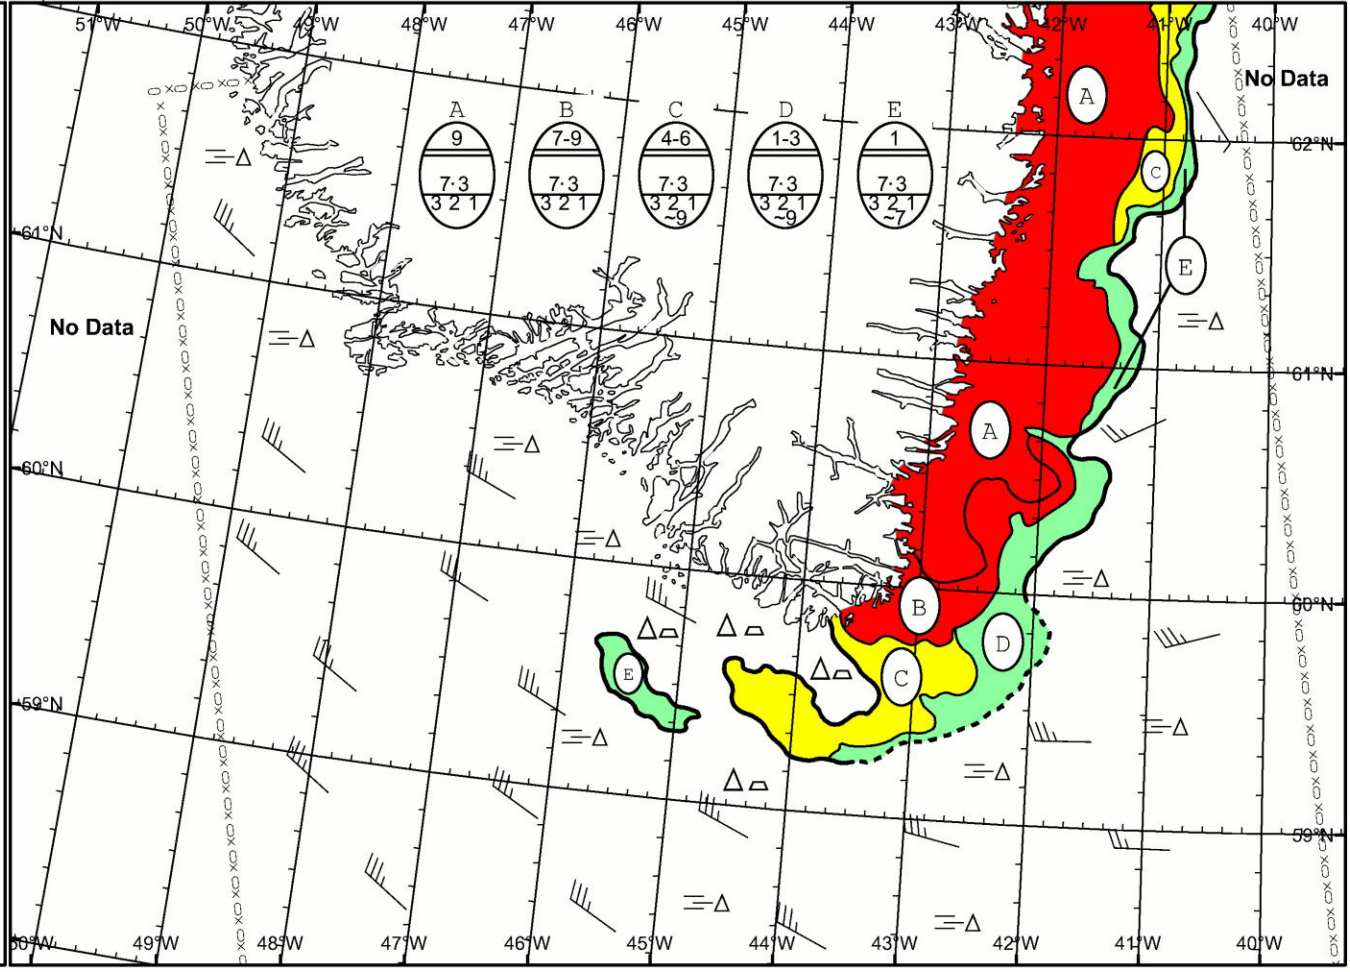 51°W 50°W 49°W 48°W 47°W 46°W 45°W 44°W 43°W 42°W 41°W 40°W
No Data
A B C D E
9 7-9 4-6 1-3 1
7·3 7·3 7·3 7·3 7·3
3 2 1 3 2 1 3 2 1 3 2 1 3 2 1
~9 ~9 ~7
A
62°N
C
61°N
E
No Data
61°N
A
60°N
B
60°N
D
E
C
59°N
59°N
50°W 49°W 48°W 47°W 46°W 45°W 44°W 43°W 42°W 41°W 40°W